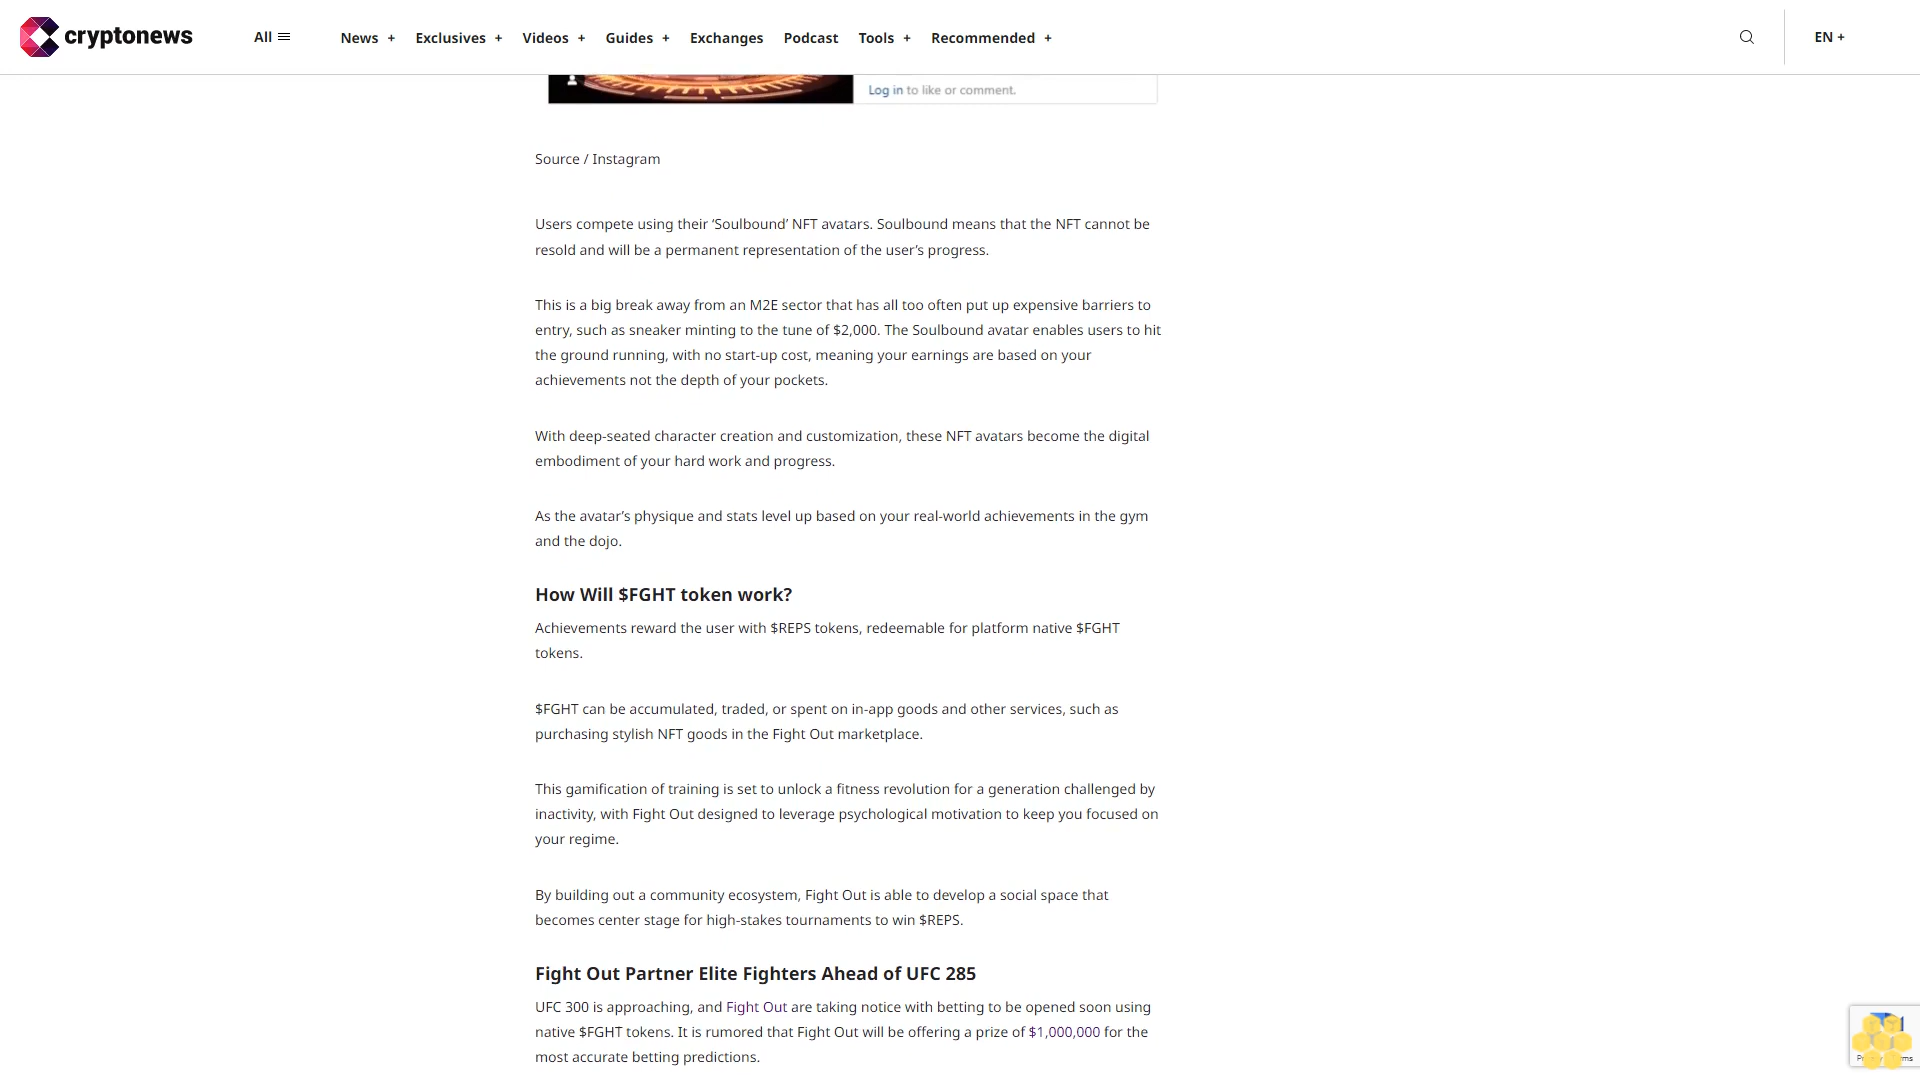 cryptonews
All
News +
Exclusives +
Videos +
Guides +
Exchanges
Podcast
Tools +
Recommended +
EN +
Log in to like or comment.
Source / Instagram
Users compete using their ‘Soulbound’ NFT avatars. Soulbound means that the NFT cannot be
resold and will be a permanent representation of the user’s progress.
This is a big break away from an M2E sector that has all too often put up expensive barriers to
entry, such as sneaker minting to the tune of $2,000. The Soulbound avatar enables users to hit
the ground running, with no start-up cost, meaning your earnings are based on your
achievements not the depth of your pockets.
With deep-seated character creation and customization, these NFT avatars become the digital
embodiment of your hard work and progress.
As the avatar’s physique and stats level up based on your real-world achievements in the gym
and the dojo.
How Will $FGHT token work?
Achievements reward the user with $REPS tokens, redeemable for platform native $FGHT
tokens.
$FGHT can be accumulated, traded, or spent on in-app goods and other services, such as
purchasing stylish NFT goods in the Fight Out marketplace.
This gamification of training is set to unlock a fitness revolution for a generation challenged by
inactivity, with Fight Out designed to leverage psychological motivation to keep you focused on
your regime.
By building out a community ecosystem, Fight Out is able to develop a social space that
becomes center stage for high-stakes tournaments to win $REPS.
Fight Out Partner Elite Fighters Ahead of UFC 285
UFC 300 is approaching, and Fight Out are taking notice with betting to be opened soon using
native $FGHT tokens. It is rumored that Fight Out will be offering a prize of $1,000,000 for the
most accurate betting predictions.